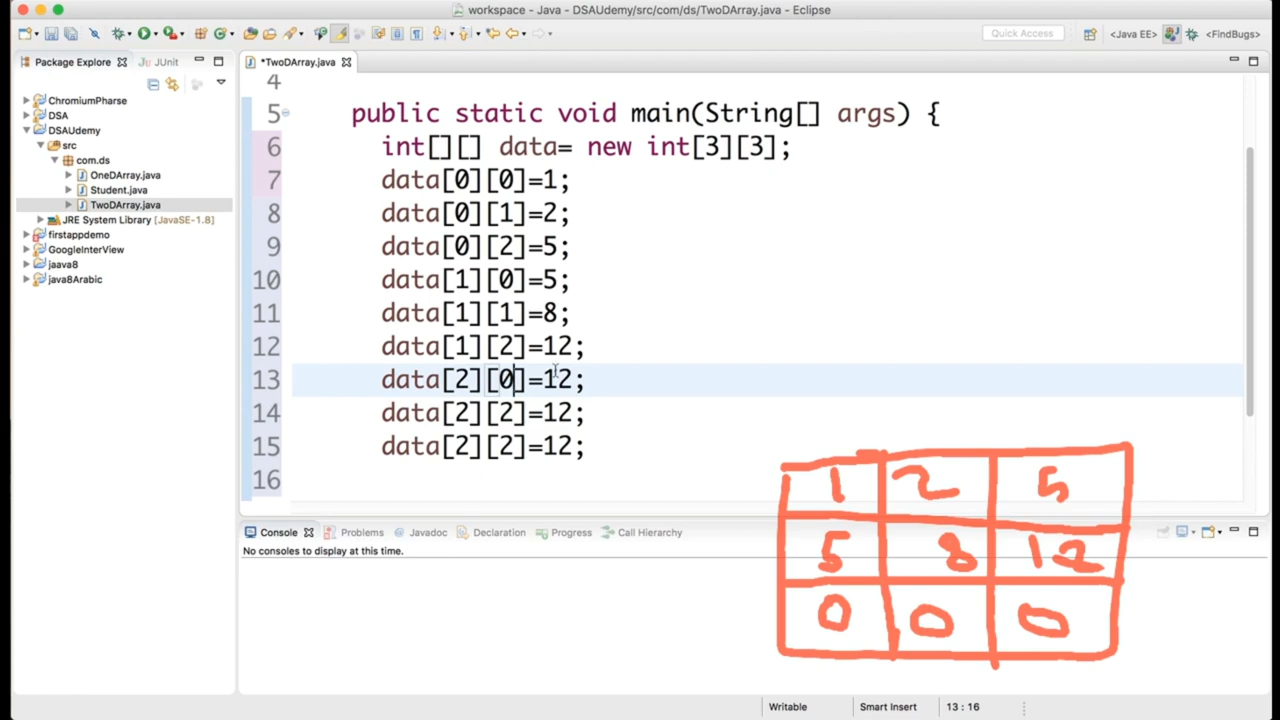 workspace - Java - DSAUdemy/src/com/ds/TwoDArray.java - Eclipse
Quick Access
<Java EE>
<FindBugs>
Package Explore
JUnit
*TwoDArray.java
ChromiumPharse
DSA
DSAUdemy
src
com.ds
OneDArray.java
Student.java
TwoDArray.java
JRE System Library [JavaSE-1.8]
firstappdemo
GoogleInterView
jaava8
java8Arabic
4
5 public static void main(String[] args) {
6 int[][] data= new int[3][3];
7 data[0][0]=1;
8 data[0][1]=2;
9 data[0][2]=5;
10 data[1][0]=5;
11 data[1][1]=8;
12 data[1][2]=12;
13 data[2][0]=12;
14 data[2][2]=12;
15 data[2][2]=12;
16
1 2 5
5 8 12
0 0 0
Console Problems @ Javadoc Declaration Progress Call Hierarchy
No consoles to display at this time.
Writable Smart Insert 13 : 16